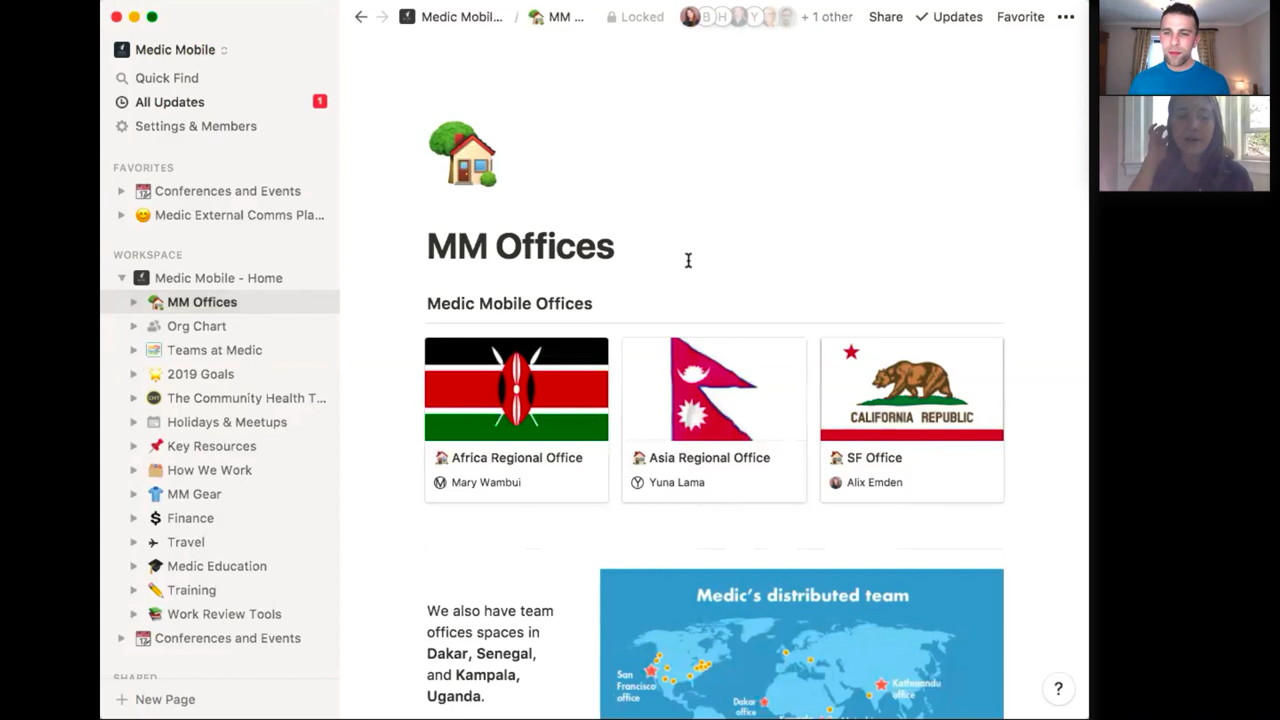 Medic Mobil... / MM ... Locked B H Y + 1 other Share Updates Favorite
Medic Mobile
Quick Find
All Updates 1
Settings & Members
FAVORITES
Conferences and Events
Medic External Comms Pla...
WORKSPACE
Medic Mobile - Home
MM Offices
Org Chart
Teams at Medic
2019 Goals
The Community Health T...
Holidays & Meetups
Key Resources
How We Work
MM Gear
Finance
Travel
Medic Education
Training
Work Review Tools
Conferences and Events
SHARED
+ New Page
MM Offices
Medic Mobile Offices
CALIFORNIA REPUBLIC
Africa Regional Office
Mary Wambui
Asia Regional Office
Yuna Lama
SF Office
Alix Emden
We also have team
offices spaces in
Dakar, Senegal,
and Kampala,
Uganda.
Medic's distributed team
San
Francisco
office
Dakar
office
Kathmandu
office
?